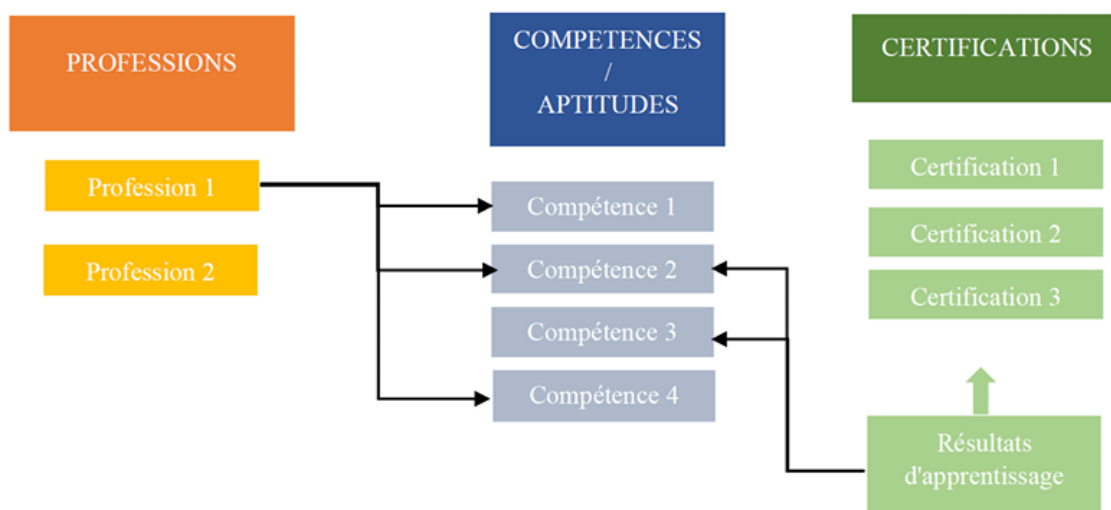 PROFESSIONS
COMPETENCES
/
APTITUDES
CERTIFICATIONS
Profession 1
Profession 2
Compétence 1
Compétence 2
Compétence 3
Compétence 4
Certification 1
Certification 2
Certification 3
Résultats
d'apprentissage